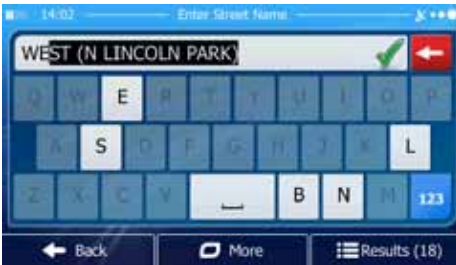 14:02 Enter Street Name
WEST (N LINCOLN PARK)
Q W E R T Y U I O P
A S D F G H J K L
Z X C V B N M 123
Back More Results (18)